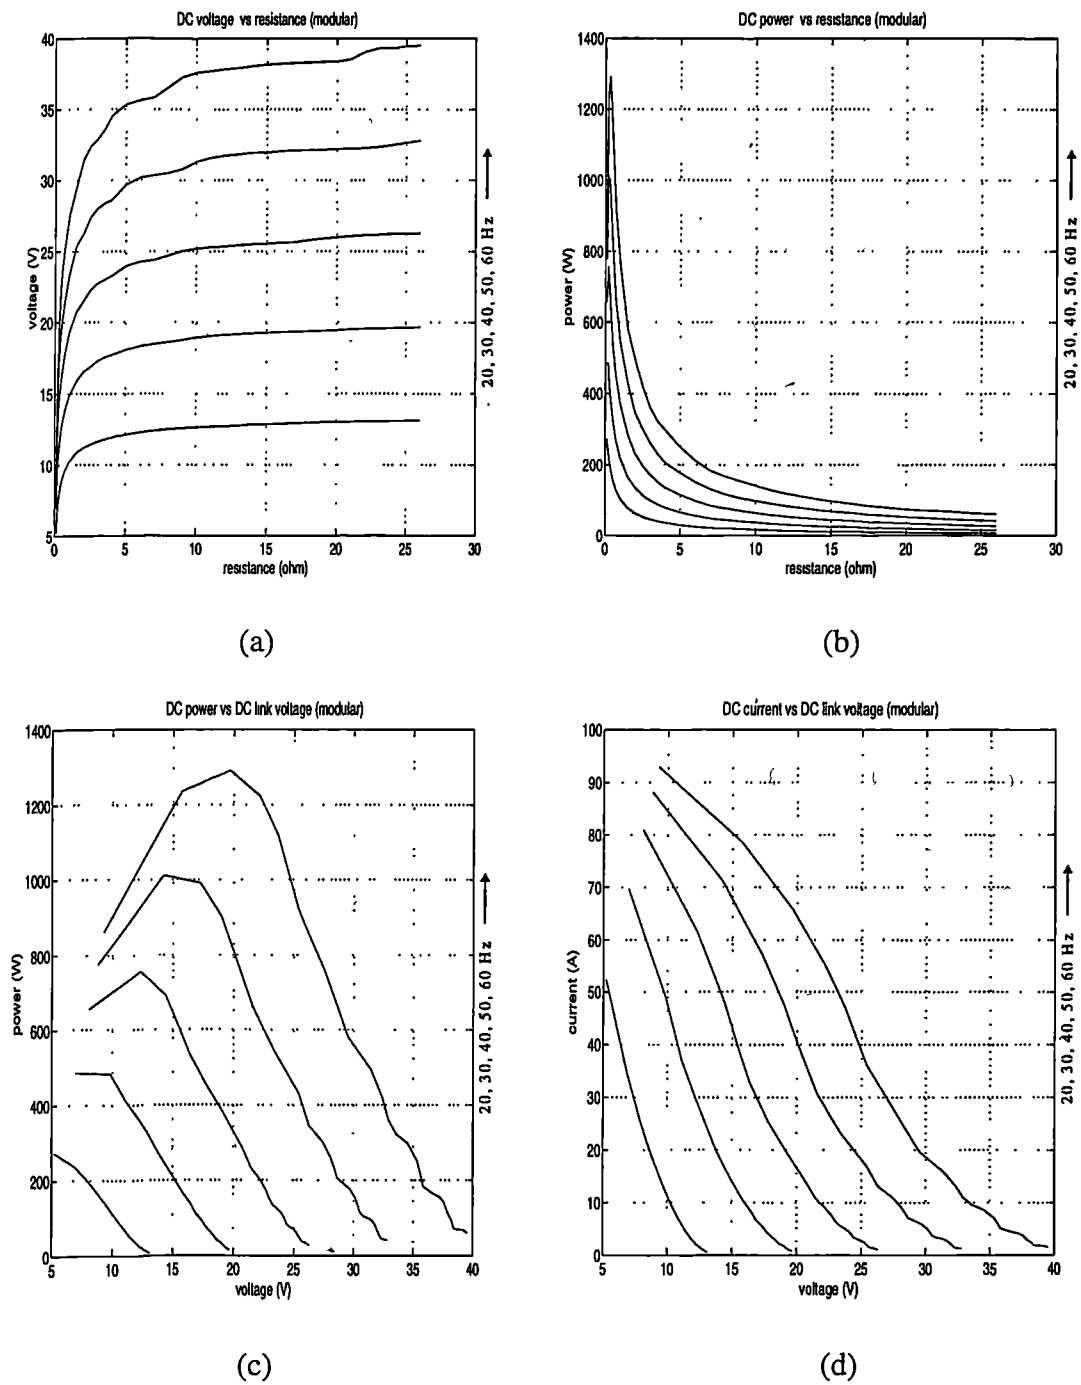 DC voltage vs resistance (modular)
40
35
30
25
20
15
10
5
0 5 10 15 20 25 30
voltage (V)
resistance (ohm)
20, 30, 40, 50, 60 Hz
(a)
DC power vs resistance (modular)
1400
1200
1000
800
600
400
200
0
0 5 10 15 20 25 30
power (W)
resistance (ohm)
20, 30, 40, 50, 60 Hz
(b)
DC power vs DC link voltage (modular)
1400
1200
1000
800
600
400
200
0
5 10 15 20 25 30 35 40
power (W)
voltage (V)
20, 30, 40, 50, 60 Hz
(c)
DC current vs DC link voltage (modular)
100
90
80
70
60
50
40
30
20
10
0
5 10 15 20 25 30 35 40
current (A)
voltage (V)
20, 30, 40, 50, 60 Hz
(d)